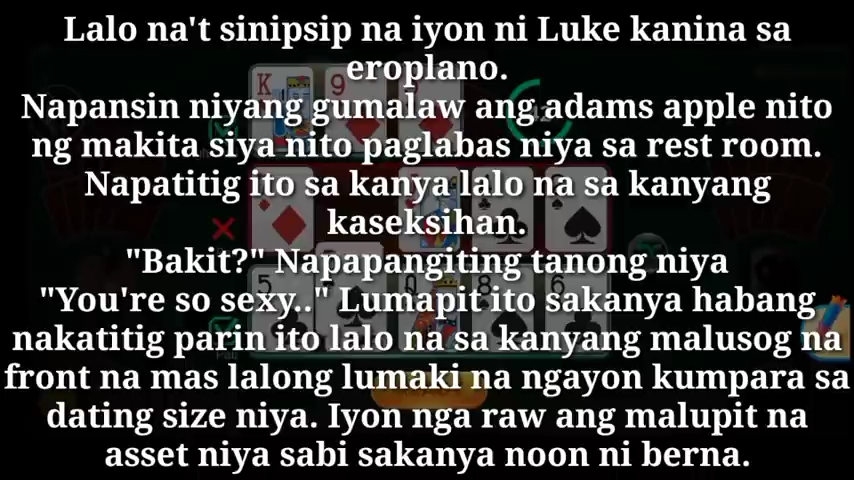 Lalo na't sinipsip na iyon ni Luke kanina sa
eroplano.
Napansin niyang gumalaw ang adams apple nito
ng makita siya nito paglabas niya sa rest room.
Napatitig ito sa kanya lalo na sa kanyang
kaseksihan.
"Bakit?" Napapangiting tanong niya
"You're so sexy.." Lumapit ito sakanya habang
nakatitig parin ito lalo na sa kanyang malusog na
front na mas lalong lumaki na ngayon kumpara sa
dating size niya. Iyon nga raw ang malupit na
asset niya sabi sakanya noon ni berna.